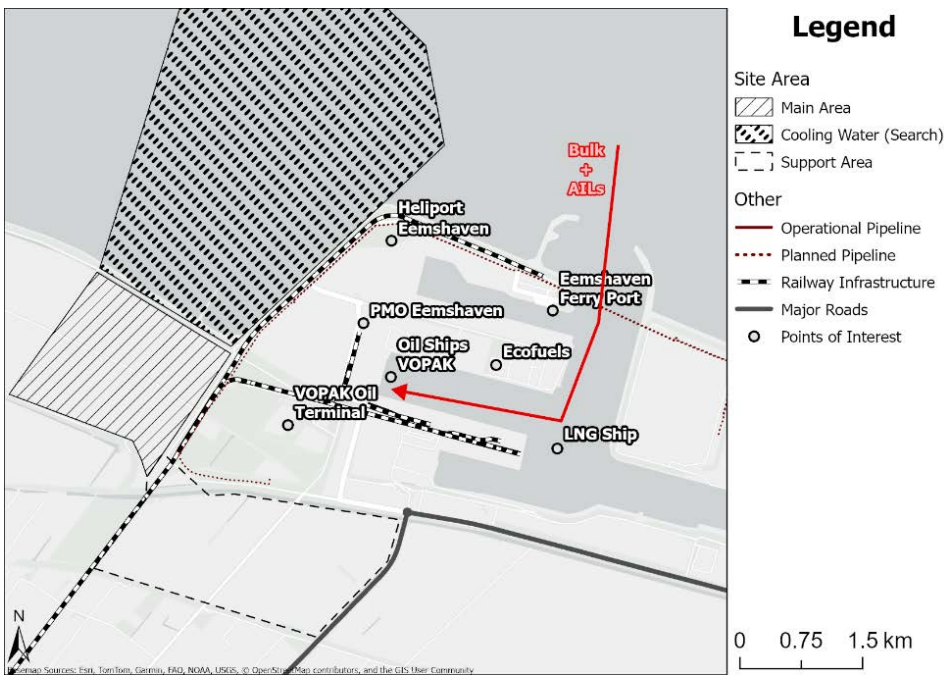 Bulk
+
AILs
Heliport
Eemshaven
Eemshaven
Ferry Port
PMO Eemshaven
Oil Ships
VOPAK
Ecofuels
VOPAK Oil
Terminal
LNG Ship
N
Basemap Sources: Esri, TomTom, Garmin, FAO, NOAA, USGS, © OpenStreetMap contributors, and the GIS User Community
Legend
Site Area
Main Area
Cooling Water (Search)
Support Area
Other
Operational Pipeline
Planned Pipeline
Railway Infrastructure
Major Roads
Points of Interest
0 0.75 1.5 km